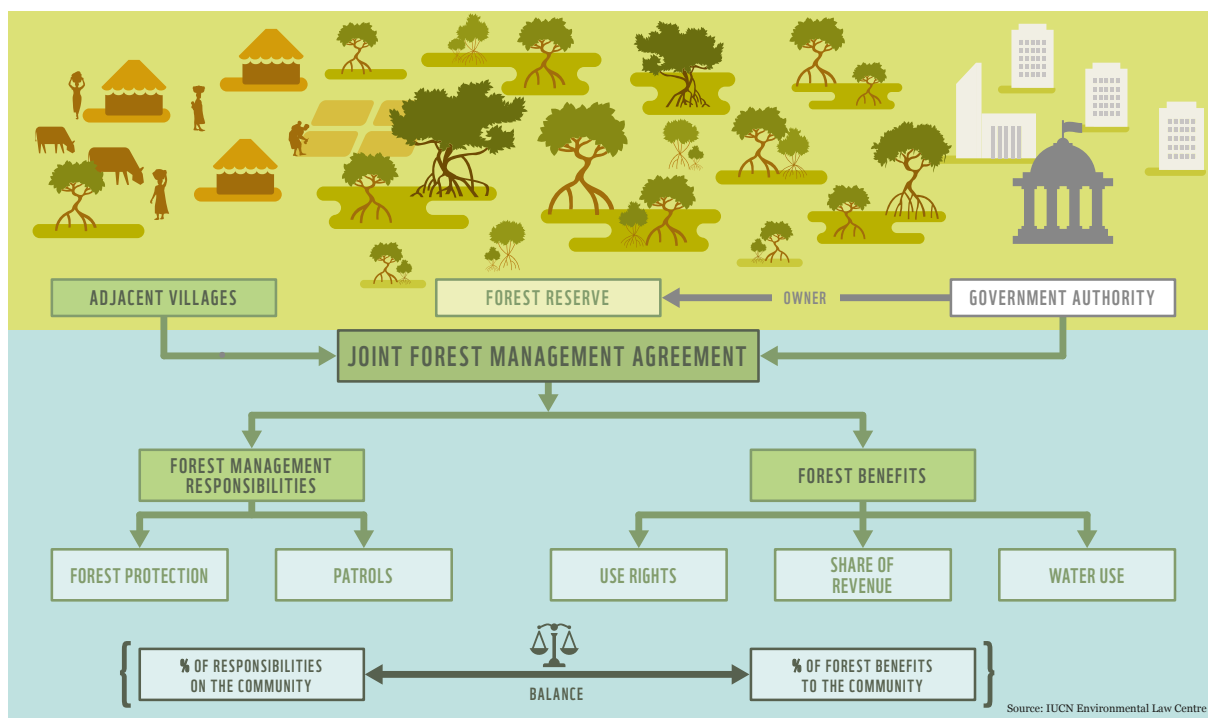 ADJACENT VILLAGES
FOREST RESERVE
OWNER
GOVERNMENT AUTHORITY
JOINT FOREST MANAGEMENT AGREEMENT
FOREST MANAGEMENT
RESPONSIBILITIES
FOREST BENEFITS
FOREST PROTECTION
PATROLS
USE RIGHTS
SHARE OF
REVENUE
WATER USE
% OF RESPONSIBILITIES
ON THE COMMUNITY
BALANCE
% OF FOREST BENEFITS
TO THE COMMUNITY
Source: IUCN Environmental Law Centre